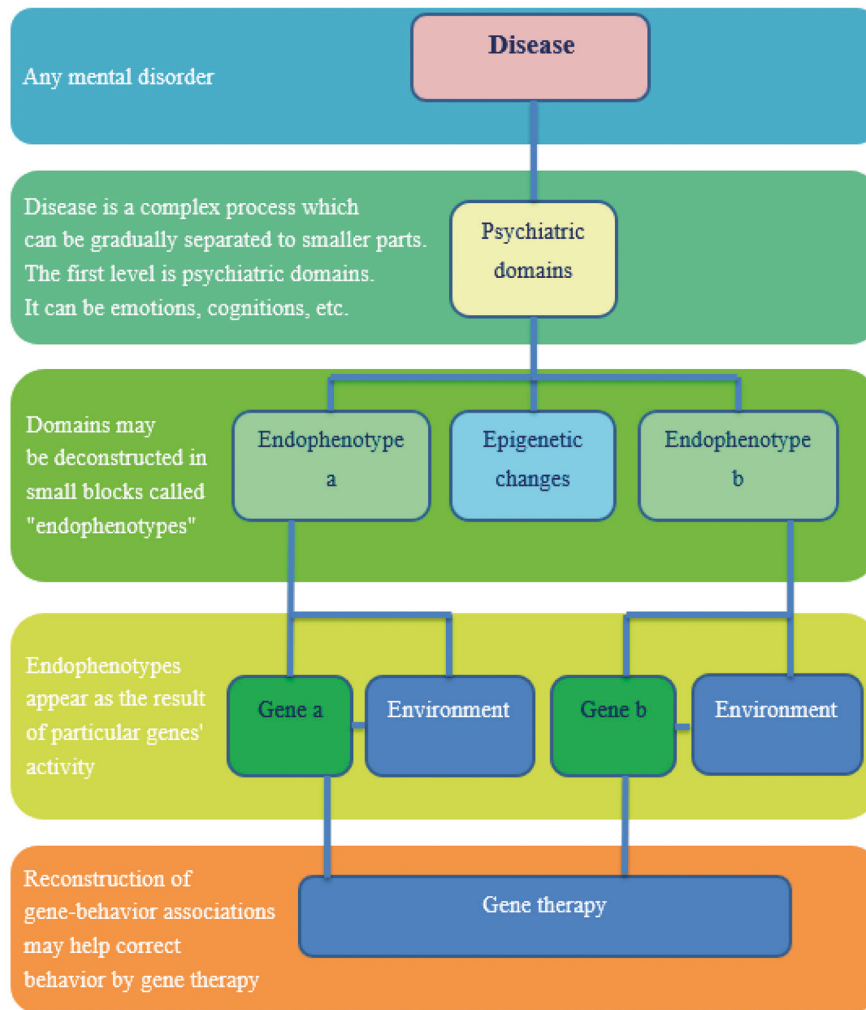 Disease
Any mental disorder
Disease is a complex process which
can be gradually separated to smaller parts.
The first level is psychiatric domains.
It can be emotions, cognitions, etc.
Psychiatric
domains
Domains may
be deconstructed in
small blocks called
"endophenotypes"
Endophenotype
a
Epigenetic
changes
Endophenotype
b
Endophenotypes
appear as the result
of particular genes'
activity
Gene a
Environment
Gene b
Environment
Reconstruction of
gene-behavior associations
may help correct
behavior by gene therapy
Gene therapy